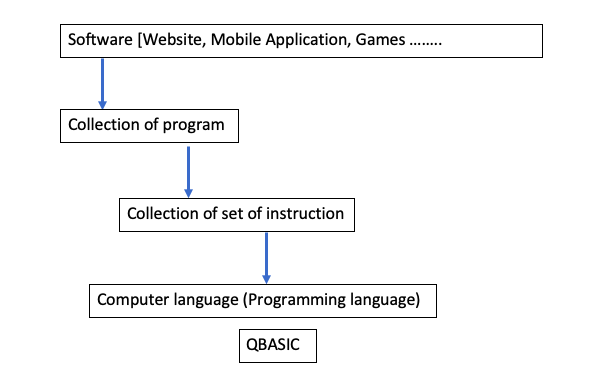 Software [Website, Mobile Application, Games ........
Collection of program
Collection of set of instruction
Computer language (Programming language)
QBASIC